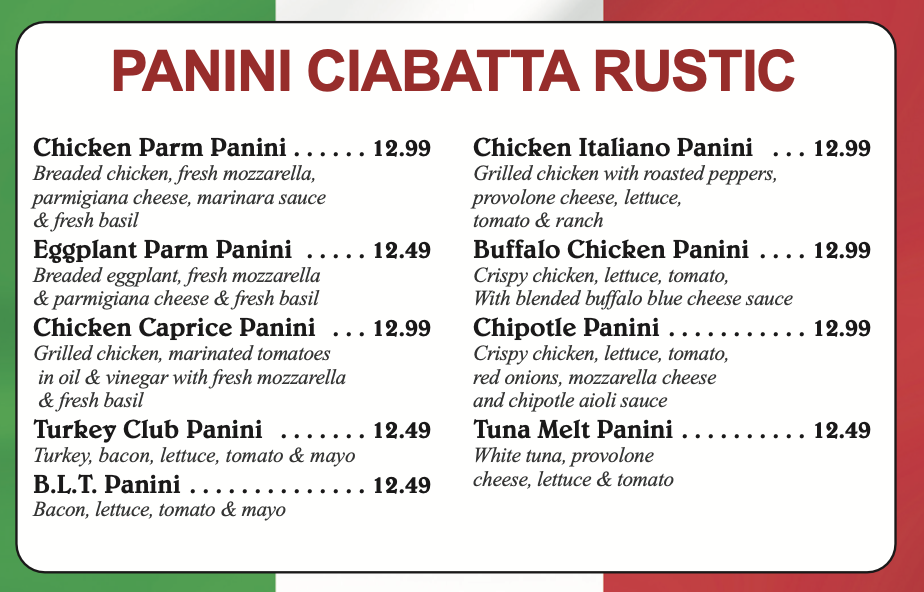 PANINI CIABATTA RUSTIC
Chicken Parm Panini . . . . . . 12.99
Breaded chicken, fresh mozzarella,
parmigiana cheese, marinara sauce
& fresh basil
Eggplant Parm Panini . . . . . 12.49
Breaded eggplant, fresh mozzarella
& parmigiana cheese & fresh basil
Chicken Caprice Panini . . . 12.99
Grilled chicken, marinated tomatoes
in oil & vinegar with fresh mozzarella
& fresh basil
Turkey Club Panini . . . . . . . 12.49
Turkey, bacon, lettuce, tomato & mayo
B.L.T. Panini . . . . . . . . . . . . . . 12.49
Bacon, lettuce, tomato & mayo
Chicken Italiano Panini . . . 12.99
Grilled chicken with roasted peppers,
provolone cheese, lettuce,
tomato & ranch
Buffalo Chicken Panini . . . . 12.99
Crispy chicken, lettuce, tomato,
With blended buffalo blue cheese sauce
Chipotle Panini . . . . . . . . . . . 12.99
Crispy chicken, lettuce, tomato,
red onions, mozzarella cheese
and chipotle aioli sauce
Tuna Melt Panini . . . . . . . . . . 12.49
White tuna, provolone
cheese, lettuce & tomato